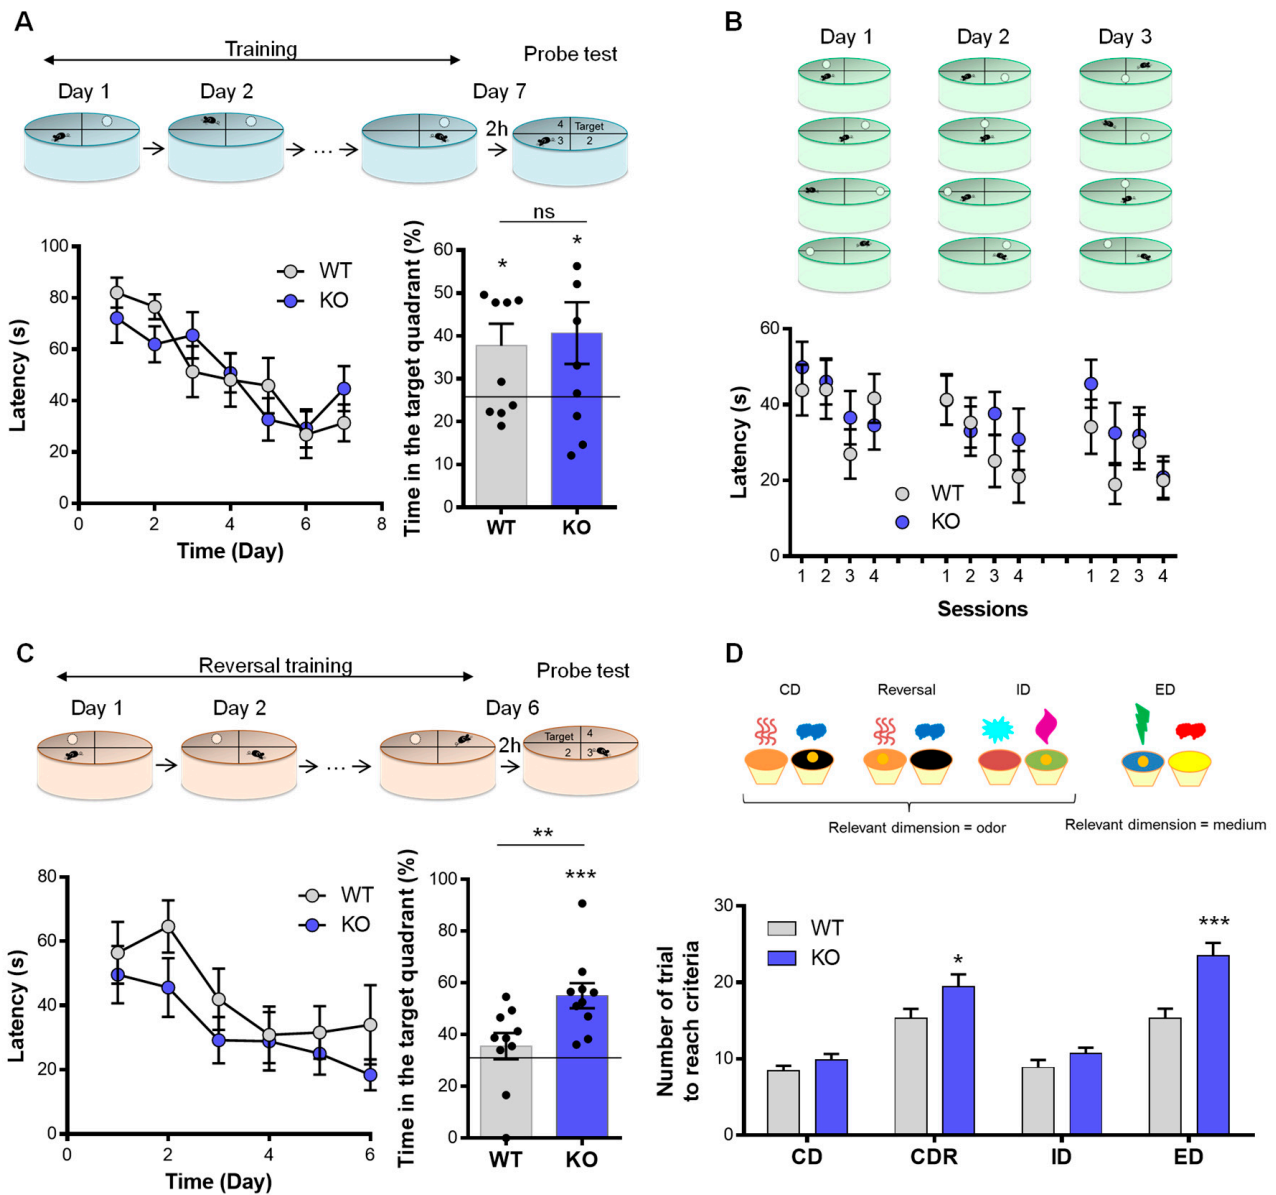 A
Training
Probe test
Day 1
Day 2
Day 7
2h
4
Target
3
2
...
Latency (s)
100
80
60
40
20
0
0
2
4
6
8
Time (Day)
WT
KO
Time in the target quadrant (%)
60
50
40
30
20
10
0
ns
*
*
WT
KO
B
Day 1
Day 2
Day 3
Latency (s)
60
40
20
0
WT
KO
1 2 3 4 1 2 3 4 1 2 3 4
Sessions
C
Reversal training
Probe test
Day 1
Day 2
Day 6
2h
Target
4
2
3
...
Latency (s)
80
60
40
20
0
0
2
4
6
Time (Day)
WT
KO
Time in the target quadrant (%)
100
80
60
40
20
0
**
***
WT
KO
D
CD
Reversal
ID
ED
Relevant dimension = odor
Relevant dimension = medium
Number of trial
to reach criteria
30
20
10
0
WT
KO
*
***
CD
CDR
ID
ED